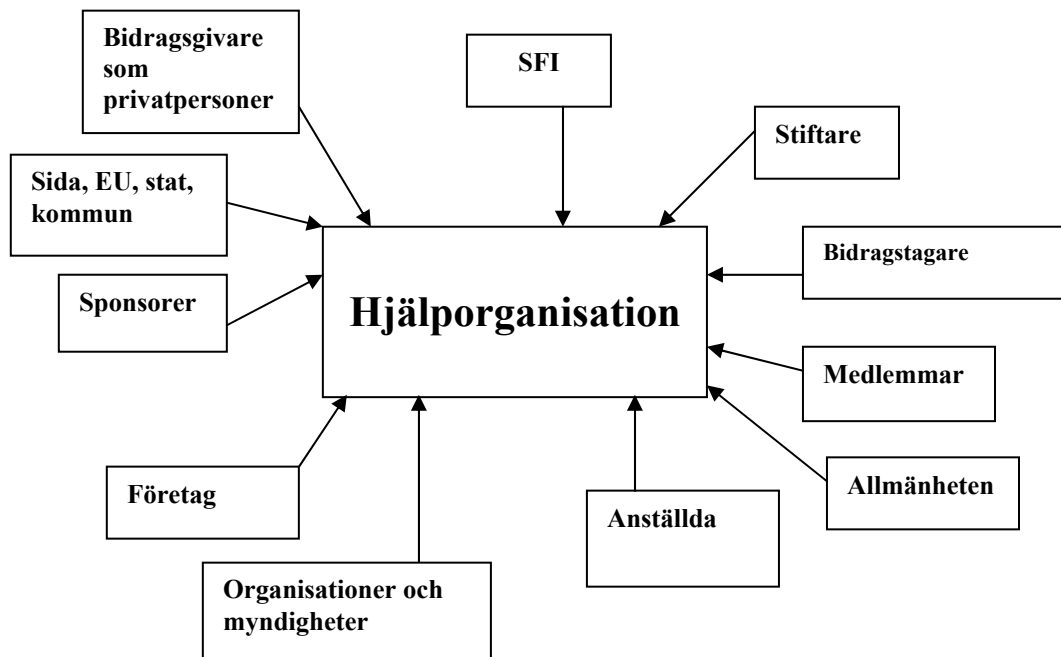 Bidragsgivare
som
privatpersoner
SFI
Stiftare
Sida, EU, stat,
kommun
Bidragstagare
Sponsorer
Hjälporganisation
Medlemmar
Allmänheten
Företag
Anställda
Organisationer och
myndigheter